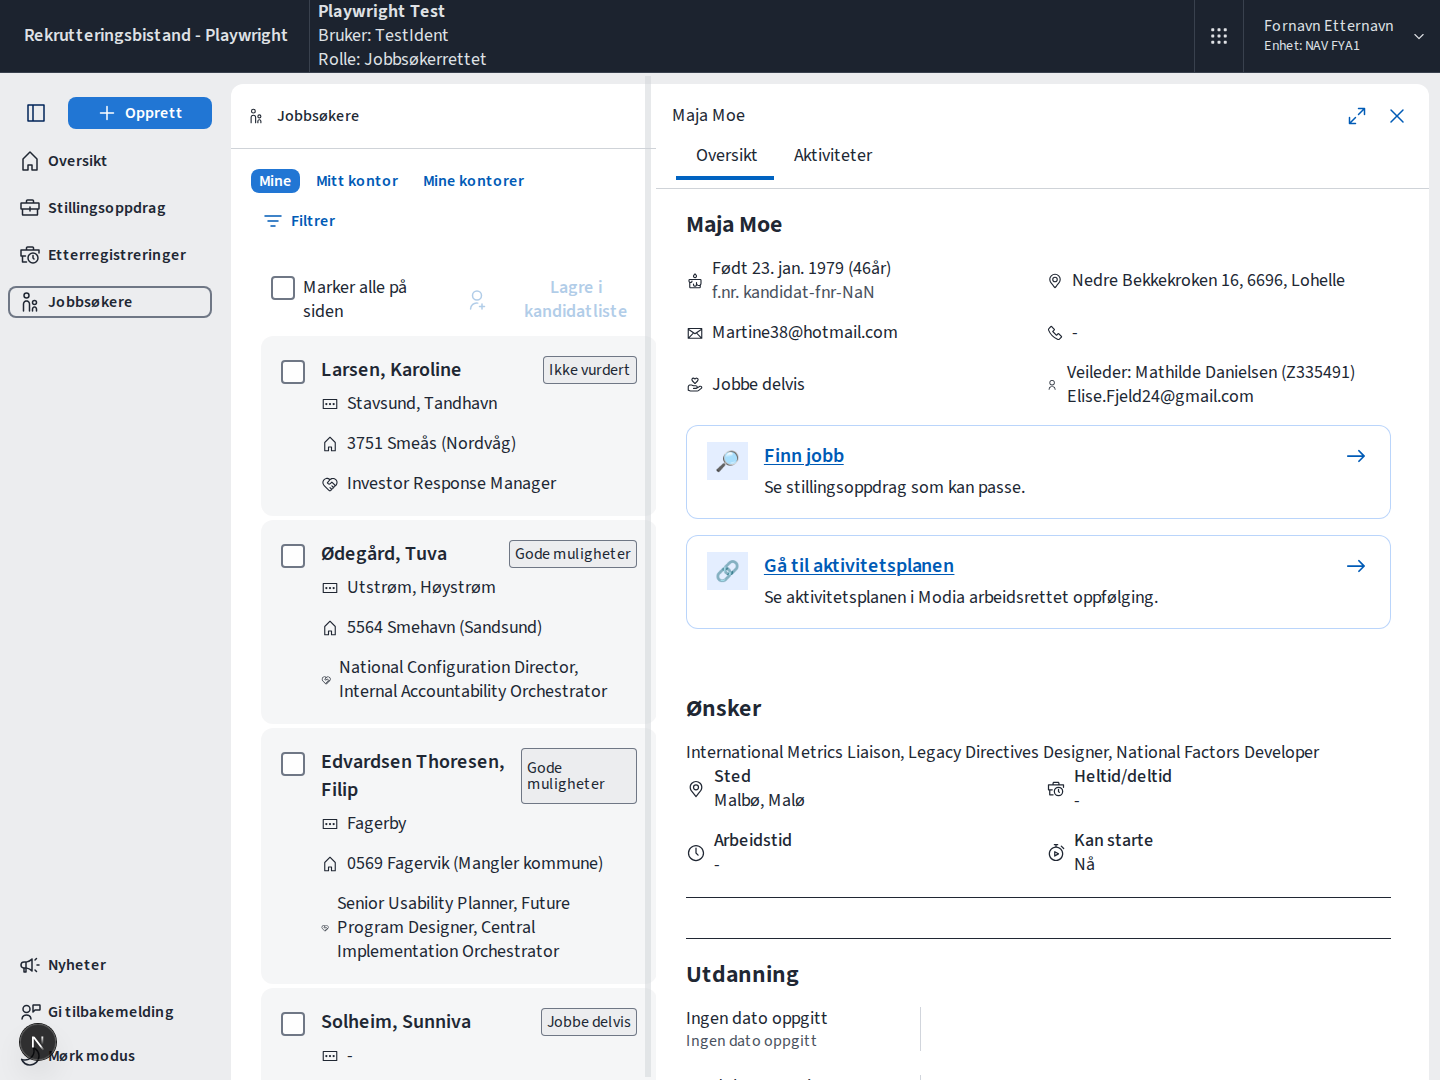 Rekrutteringsbistand - Playwright
Playwright Test
Bruker: TestIdent
Rolle: Jobbsøkerrettet
Fornavn Etternavn
Enhet: NAV FYA1
Opprett
Oversikt
Stillingsoppdrag
Etterregistreringer
Jobbsøkere
Nyheter
Gi tilbakemelding
N
Mørk modus
Jobbsøkere
Mine
Mitt kontor
Mine kontorer
Filtrer
Marker alle på
siden
Lagre i
kandidatliste
Larsen, Karoline
Ikke vurdert
Stavsund, Tandhavn
3751 Smeås (Nordvåg)
Investor Response Manager
Ødegård, Tuva
Gode muligheter
Utstrøm, Høystrøm
5564 Smehavn (Sandsund)
National Configuration Director,
Internal Accountability Orchestrator
Edvardsen Thoresen,
Filip
Gode
muligheter
Fagerby
0569 Fagervik (Mangler kommune)
Senior Usability Planner, Future
Program Designer, Central
Implementation Orchestrator
Solheim, Sunniva
Jobbe delvis
-
Maja Moe
Oversikt
Aktiviteter
Maja Moe
Født 23. jan. 1979 (46år)
f.nr. kandidat-fnr-NaN
Nedre Bekkekroken 16, 6696, Lohelle
Martine38@hotmail.com
-
Jobbe delvis
Veileder: Mathilde Danielsen (Z335491)
Elise.Fjeld24@gmail.com
Finn jobb
Se stillingsoppdrag som kan passe.
Gå til aktivitetsplanen
Se aktivitetsplanen i Modia arbeidsrettet oppfølging.
Ønsker
International Metrics Liaison, Legacy Directives Designer, National Factors Developer
Sted
Malbø, Malø
Heltid/deltid
-
Arbeidstid
-
Kan starte
Nå
Utdanning
Ingen dato oppgitt
Ingen dato oppgitt